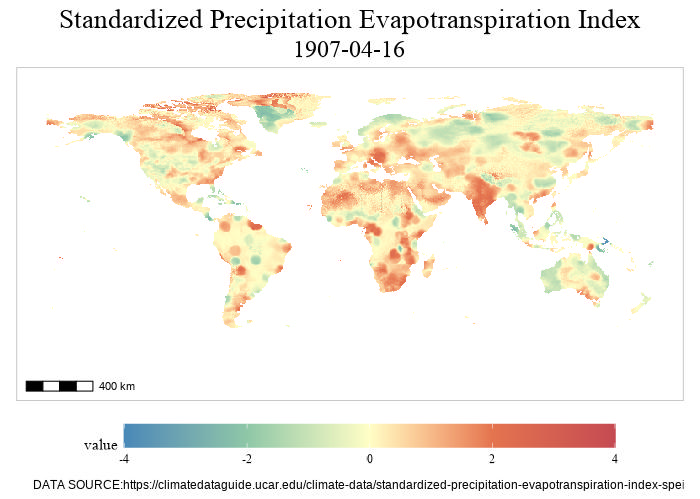 Standardized Precipitation Evapotranspiration Index
1907-04-16
400 km
value
-4 -2 0 2 4
DATA SOURCE:https://climatedataguide.ucar.edu/climate-data/standardized-precipitation-evapotranspiration-index-spei